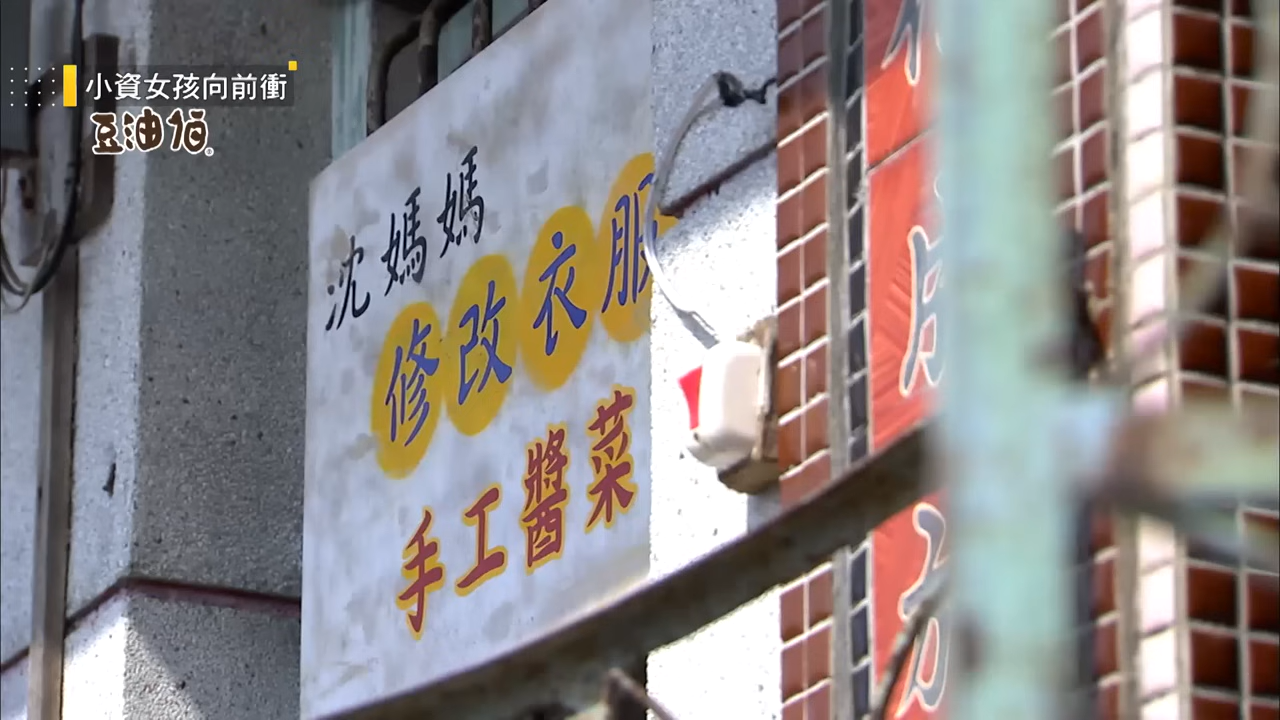 小資女孩向前衝
豆油伯
沈媽媽
修改衣服
手工醬菜